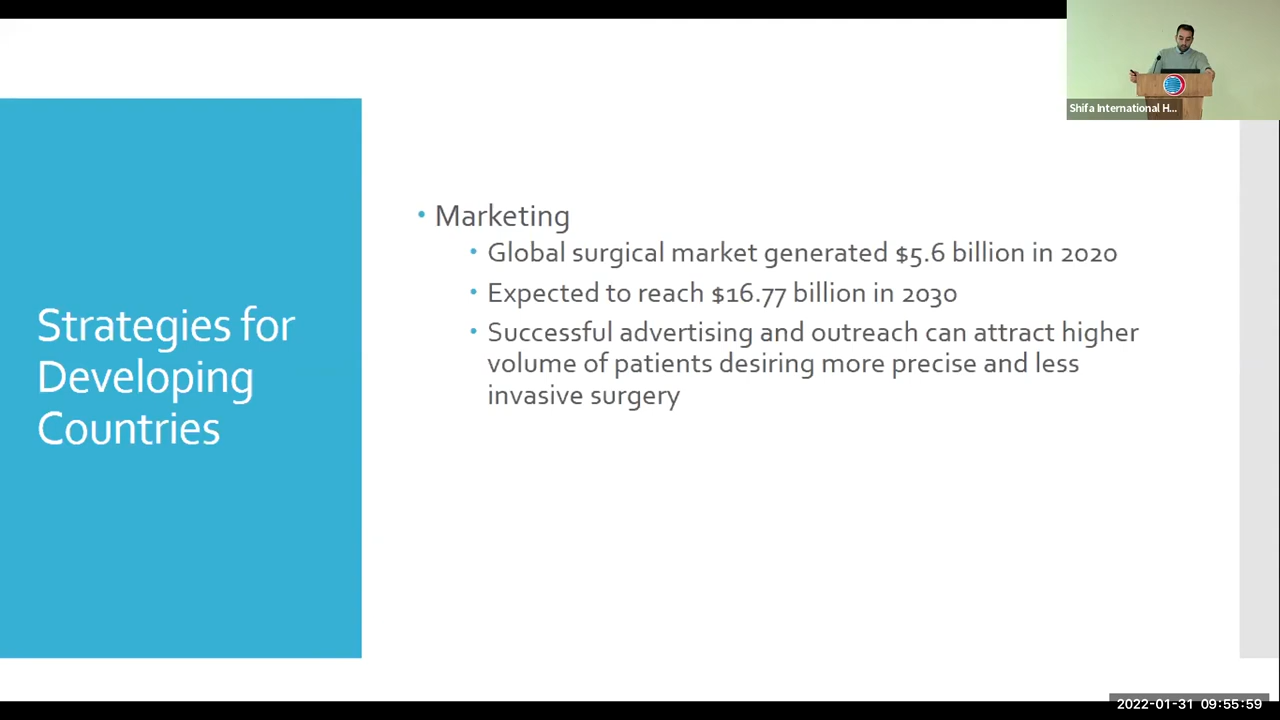 Shifa International H...
Strategies for
Developing
Countries
• Marketing
• Global surgical market generated $5.6 billion in 2020
• Expected to reach $16.77 billion in 2030
• Successful advertising and outreach can attract higher
volume of patients desiring more precise and less
invasive surgery
2022-01-31 09:55:59